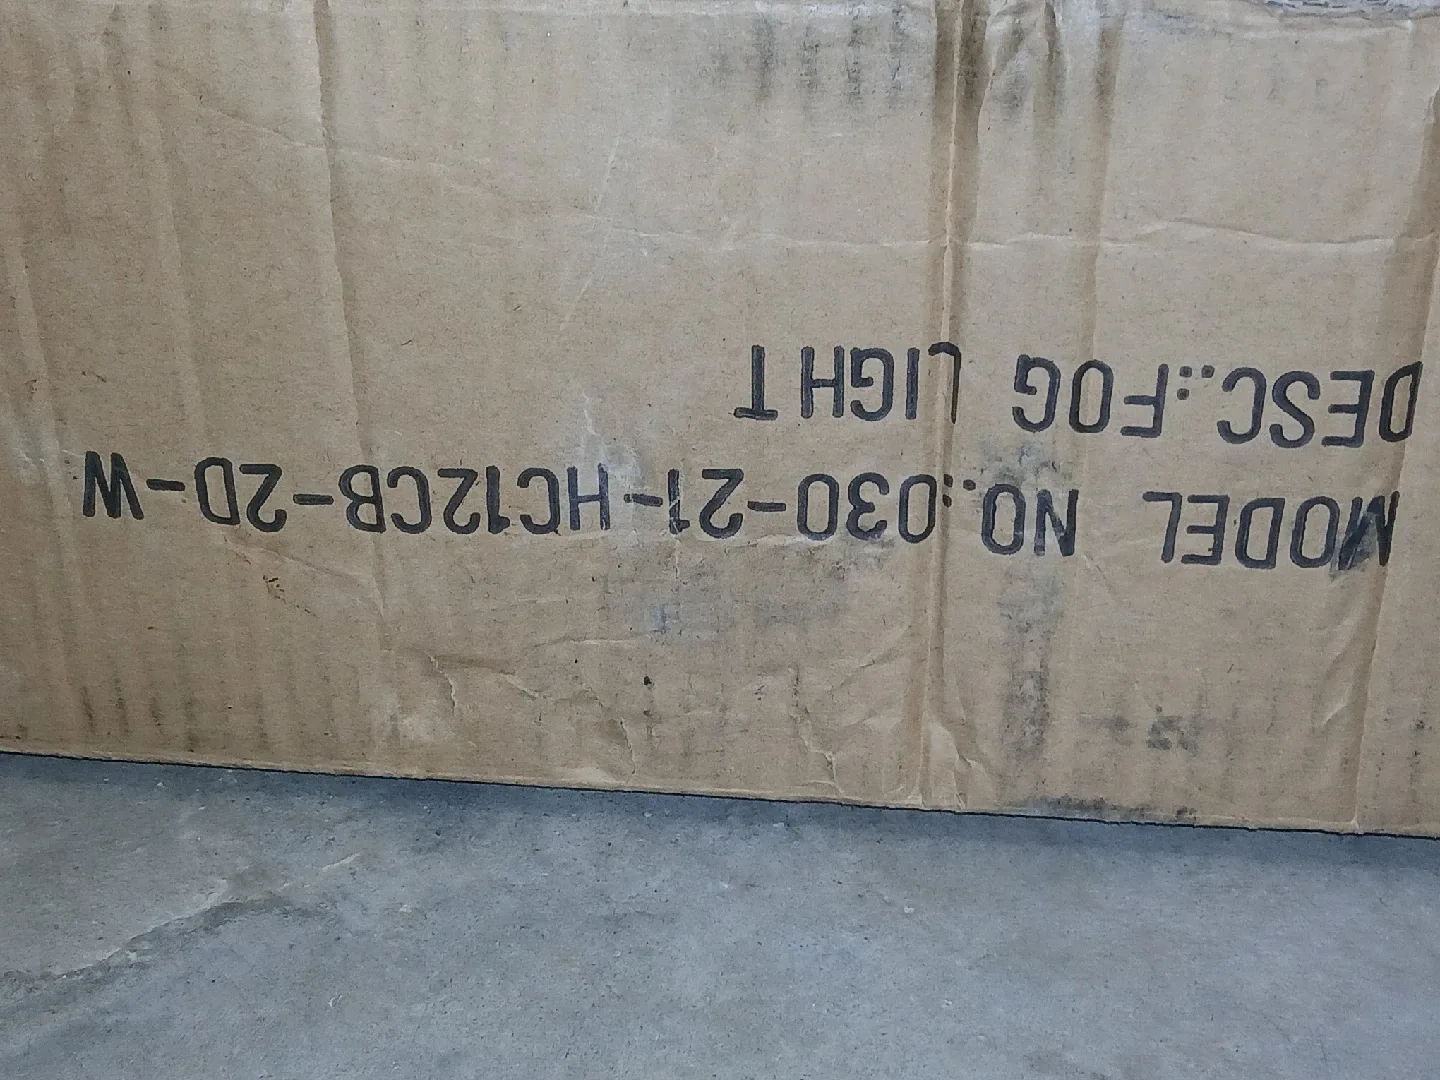 MODEL NO.:030-21-HC12CB-2D-W
DESC.::FOG LIGHT